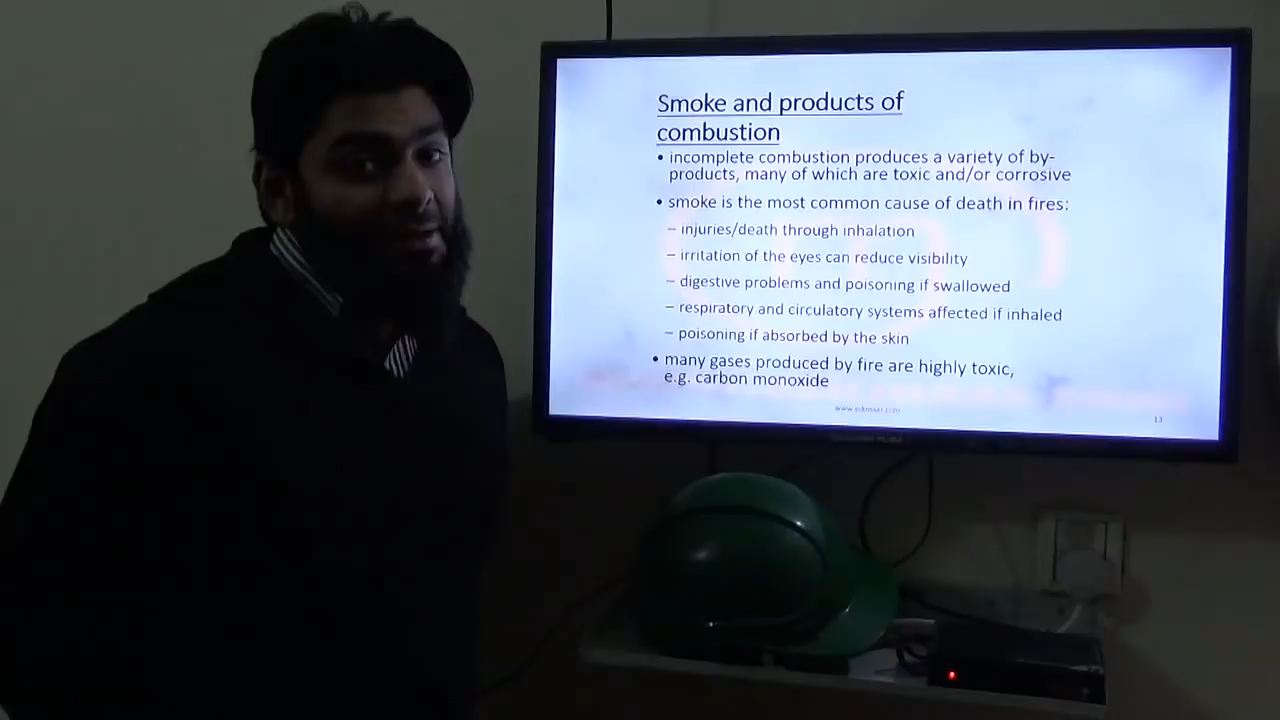 Smoke and products of
combustion
• incomplete combustion produces a variety of by-
products, many of which are toxic and/or corrosive
• smoke is the most common cause of death in fires:
– injuries/death through inhalation
– irritation of the eyes can reduce visibility
– digestive problems and poisoning if swallowed
– respiratory and circulatory systems affected if inhaled
– poisoning if absorbed by the skin
• many gases produced by fire are highly toxic,
e.g. carbon monoxide
13